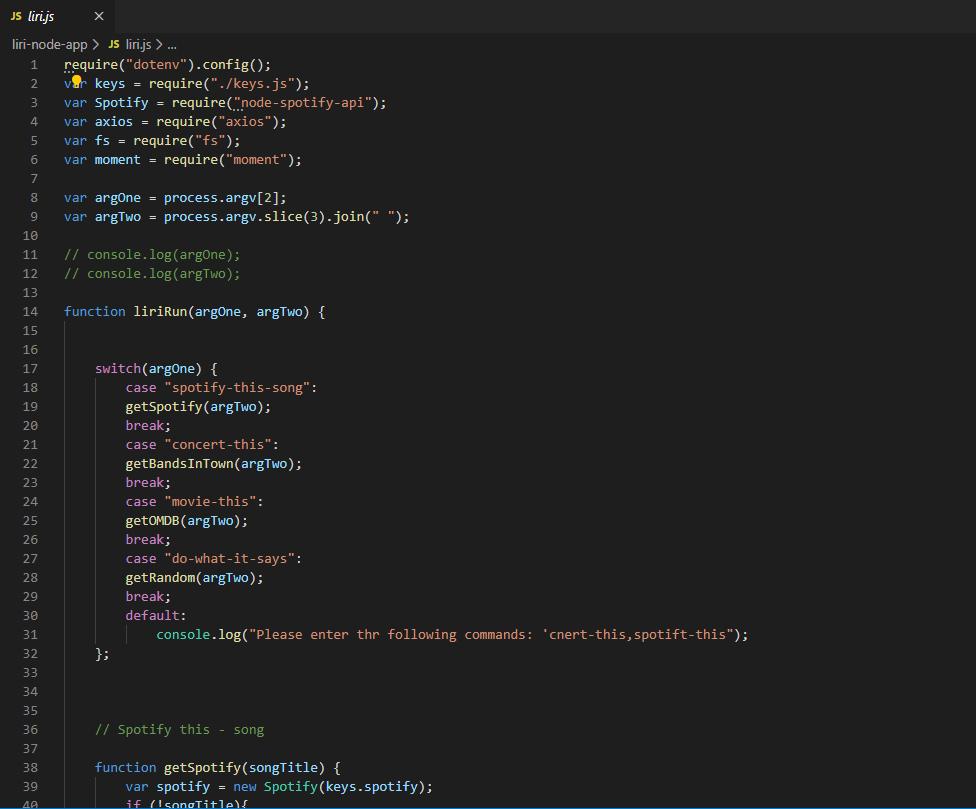 JS liri.js ×
liri-node-app > JS liri.js > ...
1 require("dotenv").config();
2 var keys = require("./keys.js");
3 var Spotify = require("node-spotify-api");
4 var axios = require("axios");
5 var fs = require("fs");
6 var moment = require("moment");
7
8 var argOne = process.argv[2];
9 var argTwo = process.argv.slice(3).join(" ");
10
11 // console.log(argOne);
12 // console.log(argTwo);
13
14 function liriRun(argOne, argTwo) {
15
16
17 switch(argOne) {
18 case "spotify-this-song":
19 getSpotify(argTwo);
20 break;
21 case "concert-this":
22 getBandsInTown(argTwo);
23 break;
24 case "movie-this":
25 getOMDB(argTwo);
26 break;
27 case "do-what-it-says":
28 getRandom(argTwo);
29 break;
30 default:
31 console.log("Please enter thr following commands: 'cnert-this,spotift-this");
32 };
33
34
35
36 // Spotify this - song
37
38 function getSpotify(songTitle) {
39 var spotify = new Spotify(keys.spotify);
40 if (!songTitle){